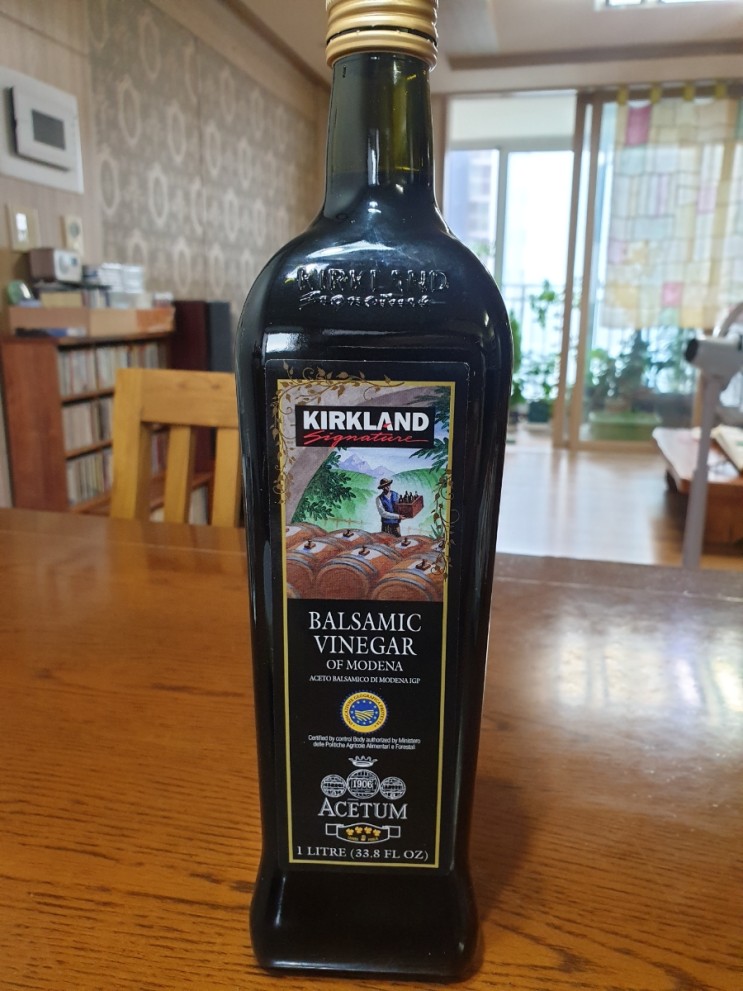 KIRKLAND
Signature
KIRKLAND
Signature
BALSAMIC
VINEGAR
OF MODENA
ACETO BALSAMICO DI MODENA IGP
Certified by control Body authorized by Ministero
delle Politiche Agricole Alimentari e Forestali
1906
ACETUM
1 LITRE (33.8 FL OZ)